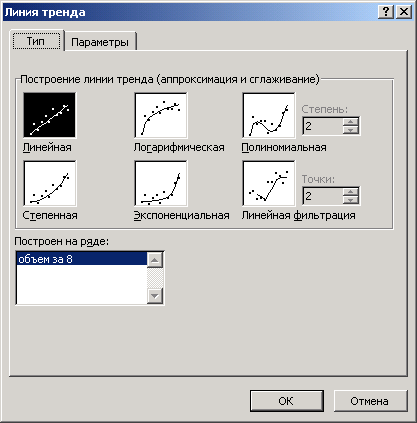 Линия тренда
Тип Параметры
Построение линии тренда (аппроксимация и сглаживание)
Линейная Логарифмическая Полиномиальная
Степень:
2
Степенная Экспоненциальная Линейная фильтрация
Точки:
2
Построен на ряде:
объем за 8
OK Отмена